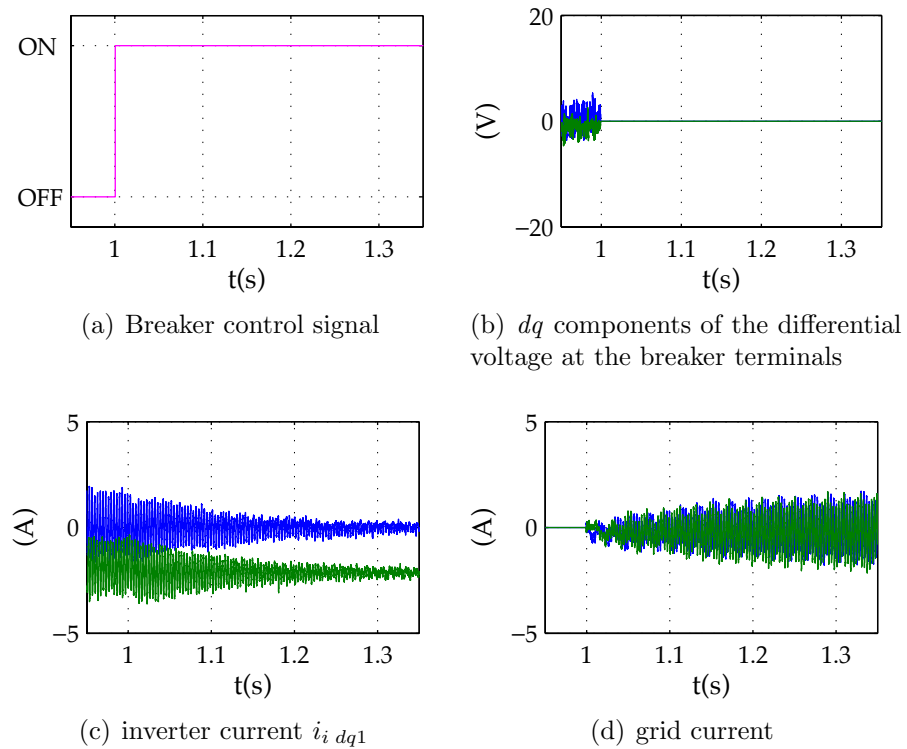 ON
OFF
1 1.1 1.2 1.3
t(s)
(a) Breaker control signal
20
0
−20
(V)
1 1.1 1.2 1.3
t(s)
(b) dq components of the differential
voltage at the breaker terminals
5
0
−5
(A)
1 1.1 1.2 1.3
t(s)
(c) inverter current i_{i dq1}
5
0
−5
(A)
1 1.1 1.2 1.3
t(s)
(d) grid current